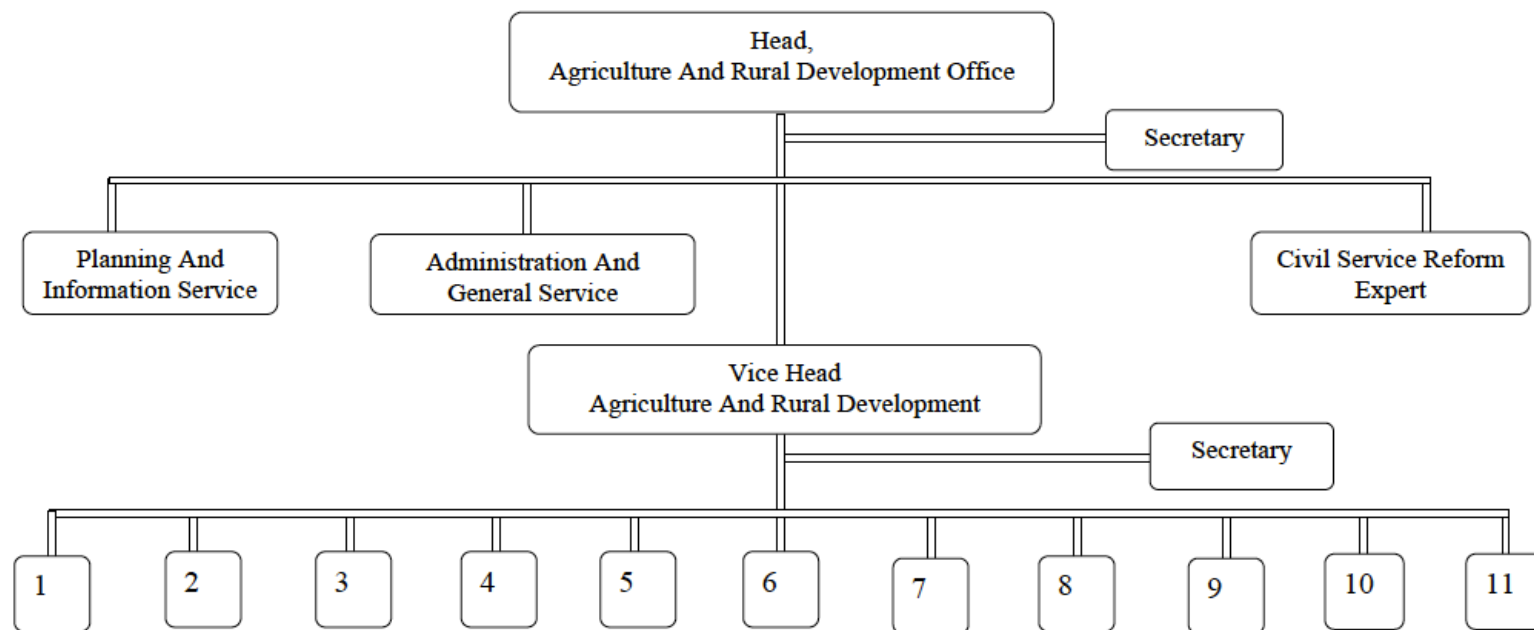 Head,
Agriculture And Rural Development Office
Secretary
Planning And
Information Service
Administration And
General Service
Civil Service Reform
Expert
Vice Head
Agriculture And Rural Development
Secretary
1
2
3
4
5
6
7
8
9
10
11